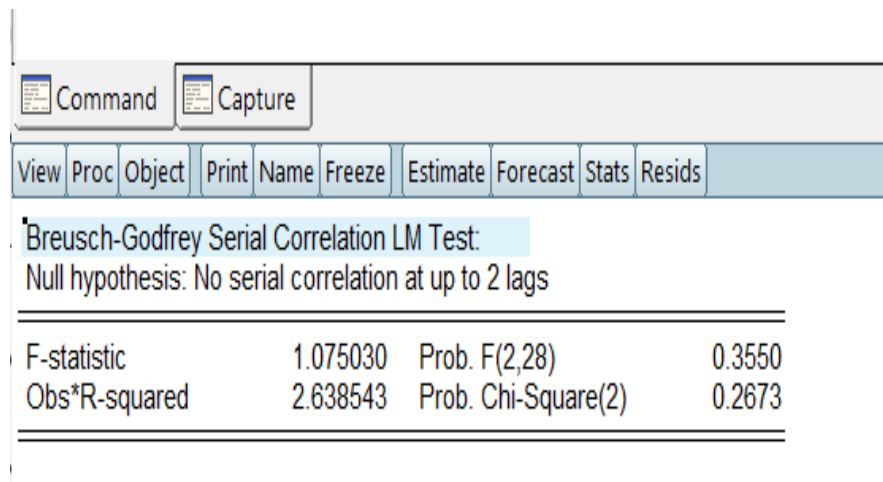 Command Capture
View Proc Object Print Name Freeze Estimate Forecast Stats Resids
Breusch-Godfrey Serial Correlation LM Test:
Null hypothesis: No serial correlation at up to 2 lags
F-statistic 1.075030 Prob. F(2,28) 0.3550
Obs*R-squared 2.638543 Prob. Chi-Square(2) 0.2673